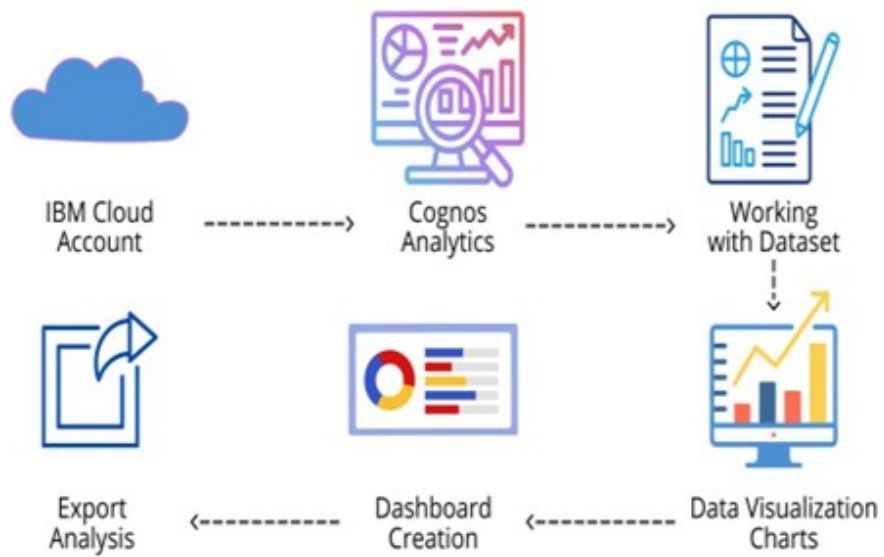 IBM Cloud
Account
Cognos
Analytics
Working
with Dataset
Export
Analysis
Dashboard
Creation
Data Visualization
Charts